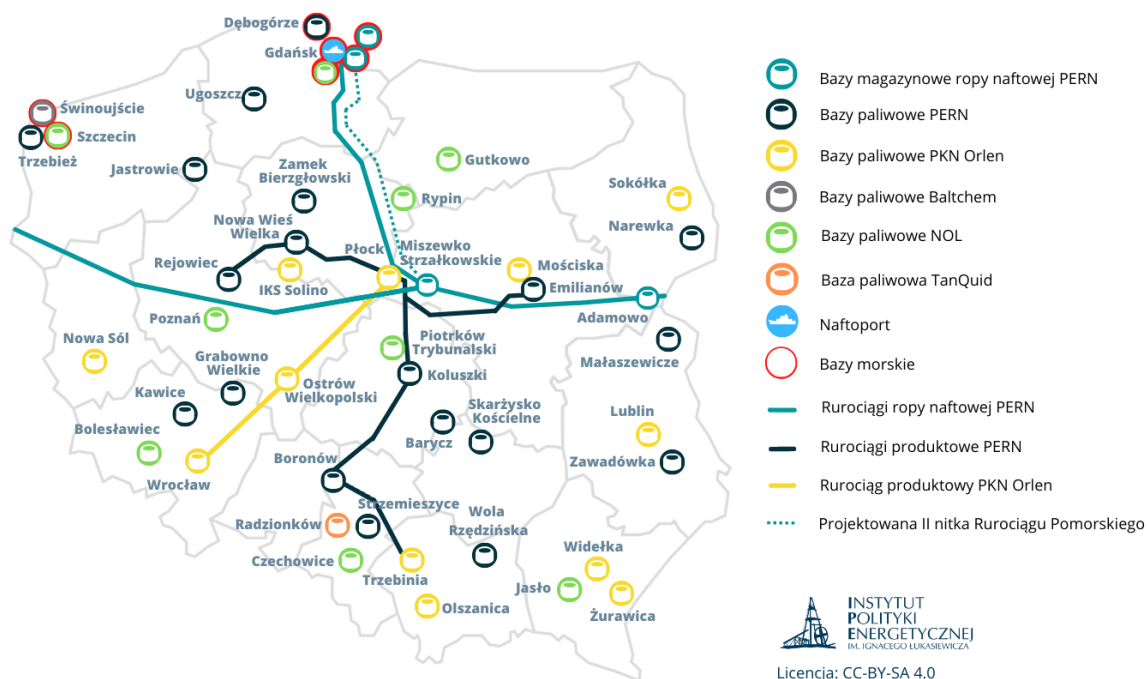 Dębogórze
Gdańsk
Ugoszcz
Świnoujście
Szczecin
Trzebież
Jastrowie
Zamek
Bierzgłowski
Gutkowo
Rypin
Sokółka
Narewka
Nowa Wieś
Wielka
Płock
Miszewko
Strzałkowskie
Rejowiec
IKS Solino
Mościska
Emilianów
Adamowo
Poznań
Nowa Sól
Piotrków
Trybunalski
Małaszewicze
Grabowno
Wielkie
Ostrów
Wielkopolski
Koluszki
Kawice
Skarżysko
Kościelne
Lublin
Bolesławiec
Barycz
Zawadówka
Wrocław
Boronów
Strzemieszyce
Wola
Rzędzińska
Radzionków
Czechowice
Trzebinia
Widełka
Jasło
Olszanica
Żurawica
Bazy magazynowe ropy naftowej PERN
Bazy paliwowe PERN
Bazy paliwowe PKN Orlen
Bazy paliwowe Baltchem
Bazy paliwowe NOL
Baza paliwowa TanQuid
Naftoport
Bazy morskie
Rurociągi ropy naftowej PERN
Rurociągi produktowe PERN
Rurociąg produktowy PKN Orlen
Projektowana II nitka Rurociągu Pomorskiego
INSTYTUT
POLITYKI
ENERGETYCZNEJ
IM. IGNACEGO ŁUKASIEWICZA
Licencia: CC-BY-SA 4.0